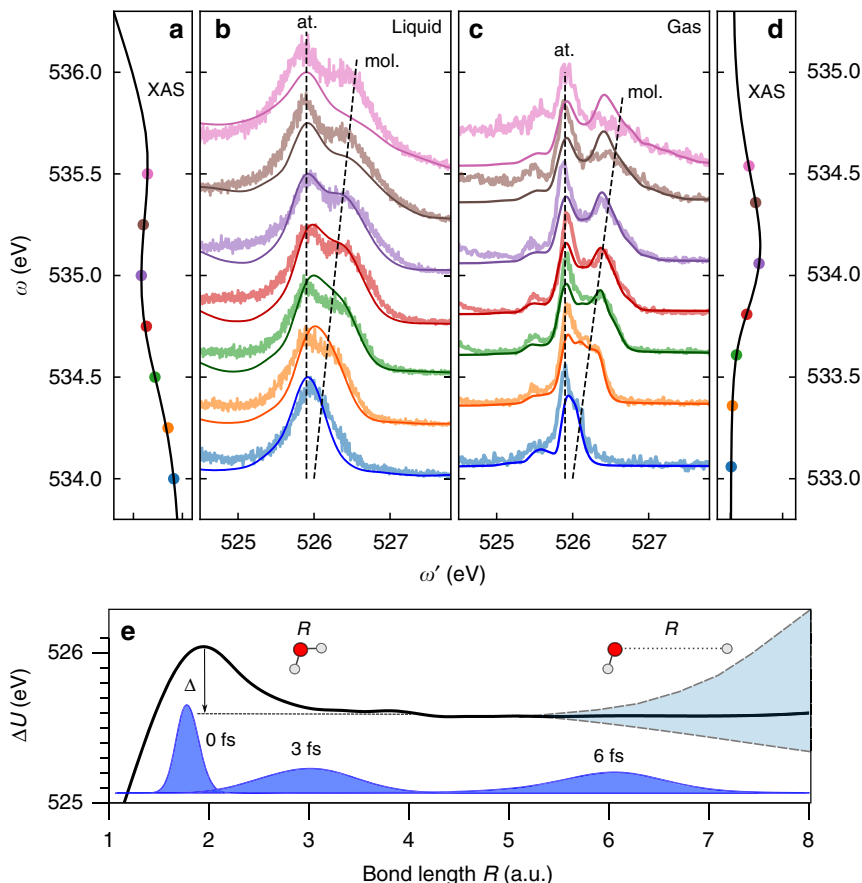 a
b
at.
Liquid
c
Gas
d
at.
mol.
mol.
XAS
XAS
536.0
535.5
535.0
534.5
534.0
ω (eV)
535.0
534.5
534.0
533.5
533.0
525
526
527
525
526
527
ω′ (eV)
e
R
R
526
525
ΔU (eV)
Δ
0 fs
3 fs
6 fs
1
2
3
4
5
6
7
8
Bond length R (a.u.)